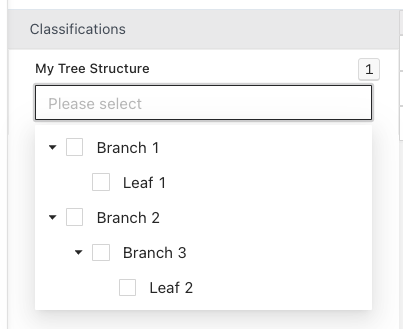 Classifications
My Tree Structure 1
Please select
Branch 1
Leaf 1
Branch 2
Branch 3
Leaf 2